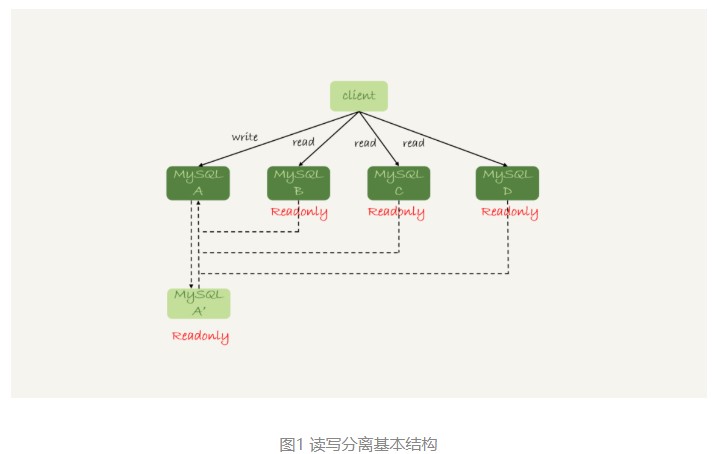 client
write
read
read
read
MySQL
A
MySQL
B
MySQL
C
MySQL
D
Readonly
Readonly
Readonly
MySQL
A'
Readonly
图1 读写分离基本结构